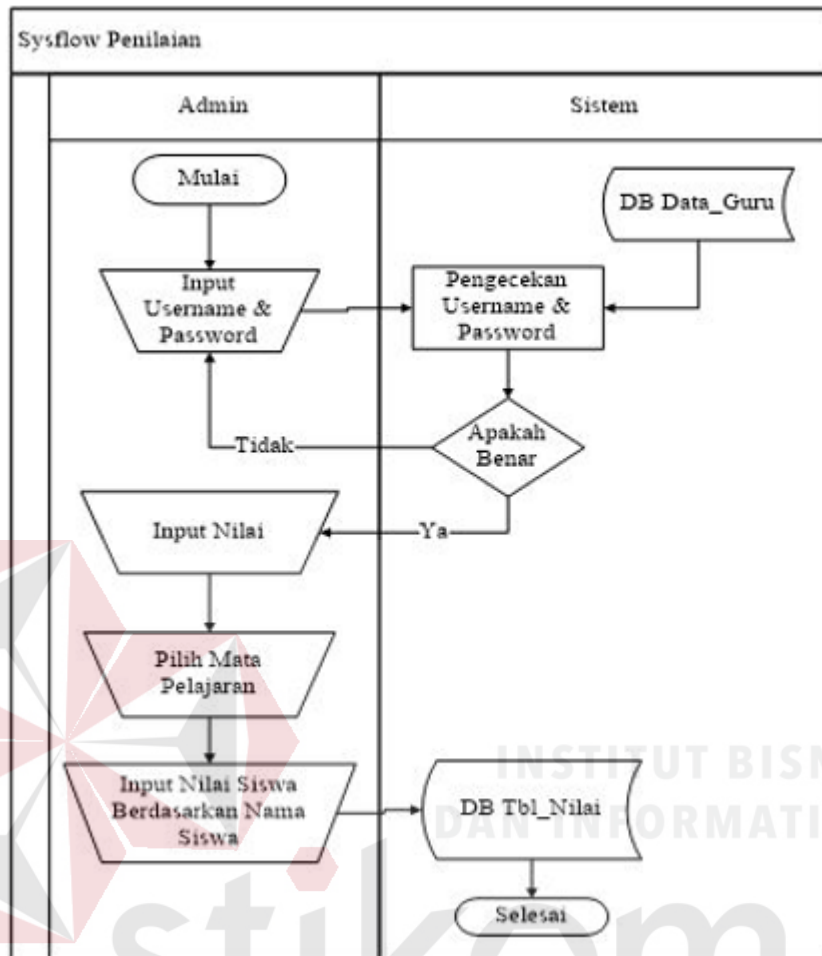 Sysflow Penilaian
Admin
Sistem
Mulai
DB Data_Guru
Input
Username &
Password
Pengecekan
Username &
Password
Apakah
Benar
Tidak
Ya
Input Nilai
Pilih Mata
Pelajaran
Input Nilai Siswa
Berdasarkan Nama
Siswa
DB Tbl_Nilai
Selesai
INSTITUT BISN
DAN INFORMATI
stikom